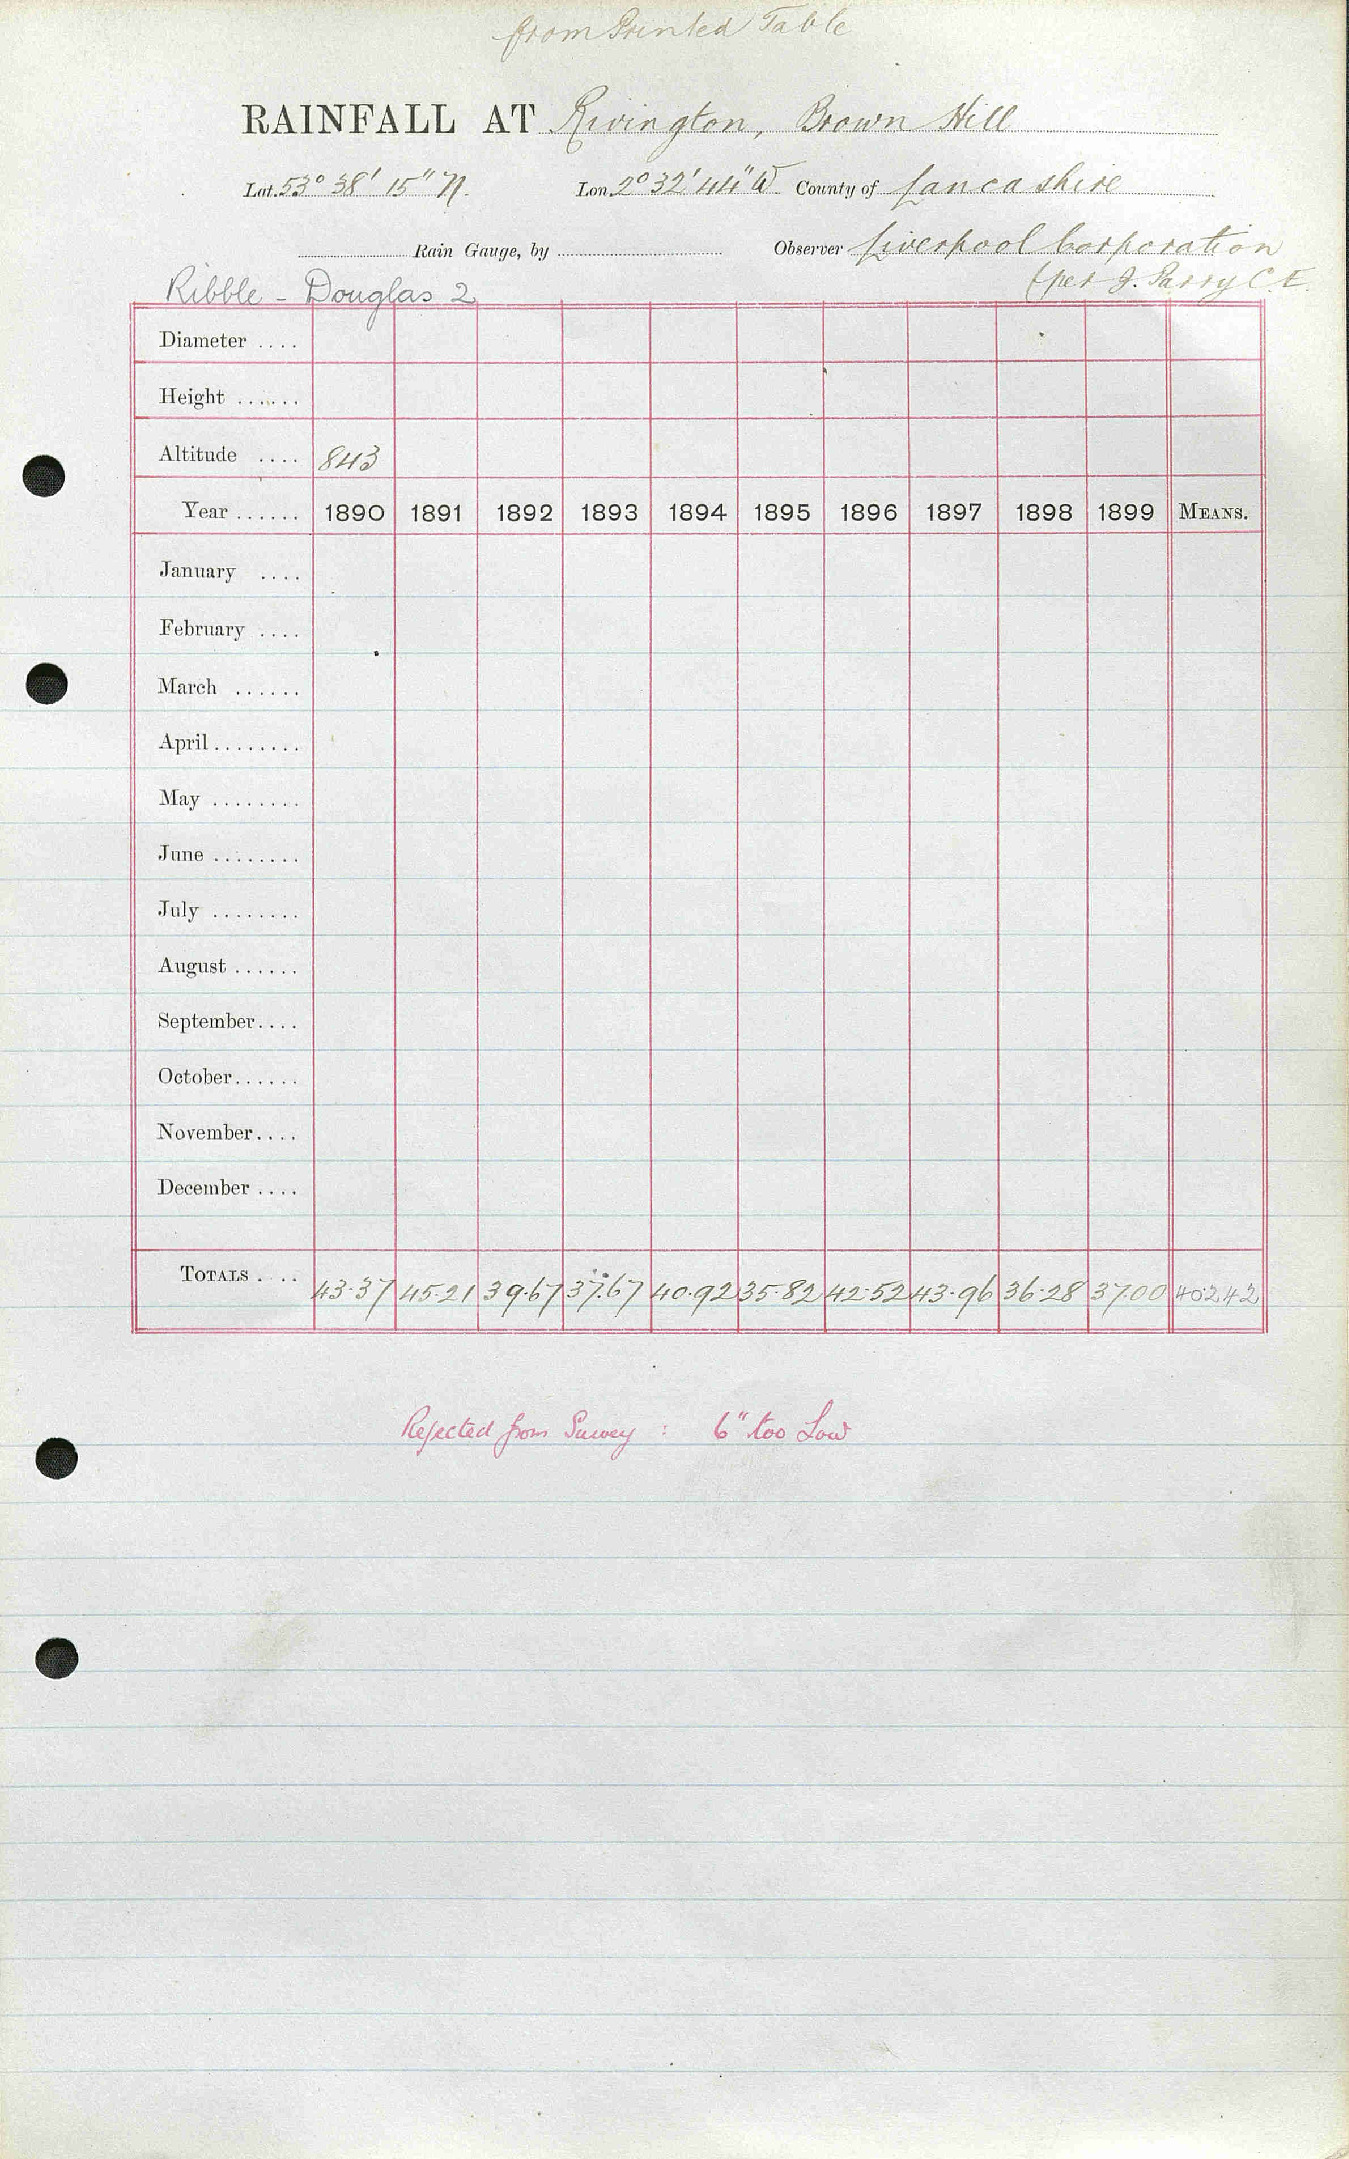 from Printed Table
RAINFALL AT Rivington, Brown Hill
Lat. 53° 38' 15" N. Lon 2° 32' 44" W County of Lancashire
Rain Gauge, by Observer Liverpool Corporation
(per J. Parry C.E.
Ribble - Douglas 2
Diameter ....
Height ......
Altitude .... 843
Year ...... 1890 1891 1892 1893 1894 1895 1896 1897 1898 1899 MEANS.
January ....
February ....
March ......
April ........
May ........
June ........
July ........
August ......
September....
October......
November....
December ....
TOTALS .... 43.37 45.21 39.67 37.67 40.92 35.82 42.52 43.96 36.28 37.00 40.242
Rejected from Survey : 6" too Low